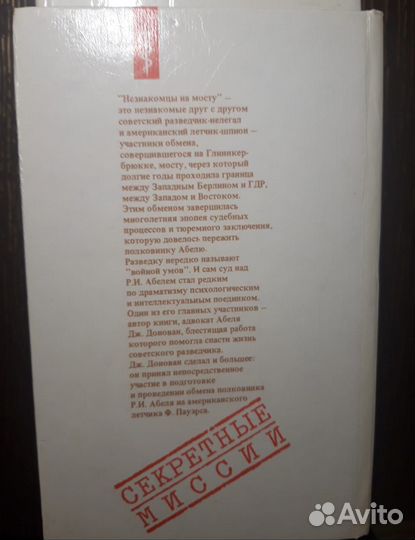 "Незнакомцы на мосту" —
это незнакомые друг с другом
советский разведчик-нелегал
и американский летчик-шпион —
участники обмена,
совершившегося на Глиникер-
брюкке, мосту, через который
долгие годы проходила граница
между Западным Берлином и ГДР,
между Западом и Востоком.
Этим обменом завершилась
многолетняя эпопея судебных
процессов и тюремного заключения,
которую довелось пережить
полковнику Абелю.
Разведку нередко называют
"войной умов". И сам суд над
Р.И. Абелем стал редким
по драматизму психологическим
и интеллектуальным поединком.
Один из его главных участников —
автор книги, адвокат Абеля
Дж. Донован, блестящая работа
которого помогла спасти жизнь
советского разведчика.
Дж. Донован сделал и большее:
он принял непосредственное
участие в подготовке
и проведении обмена полковника
Р.И. Абеля на американского
летчика Ф. Пауэрса.
СЕКРЕТНЫЕ
МИССИИ
Avito